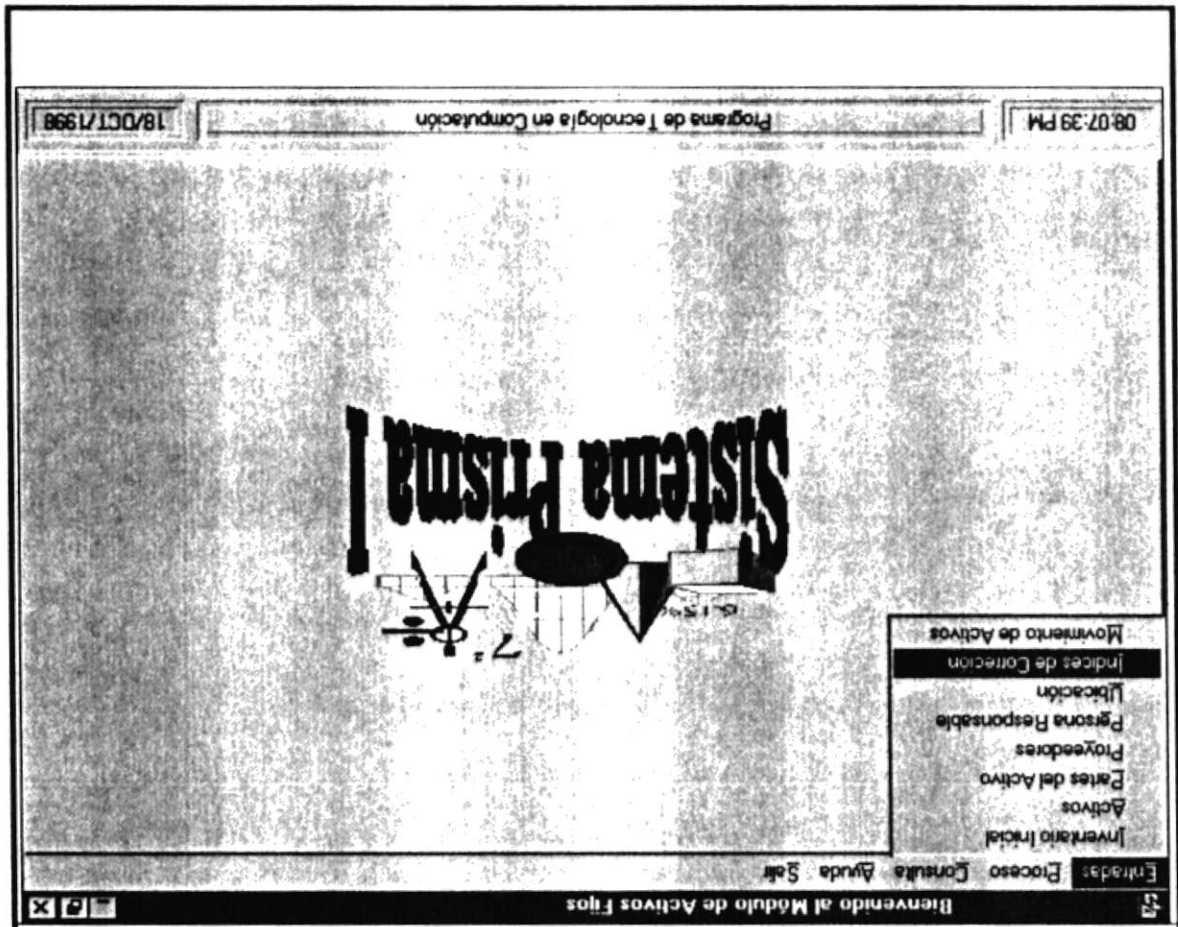 Bienvenido al Módulo de Activos Fijos
Entradas Proceso Consulta Ayuda Salir
Inventario Inicial
Activos
Partes del Activo
Proveedores
Persona Responsable
Ubicación
Indices de Correción
Movimiento de Activos
Sistema Prisma I
08:07:39 PM Programa de Tecnología en Computación 18/OCT/1998